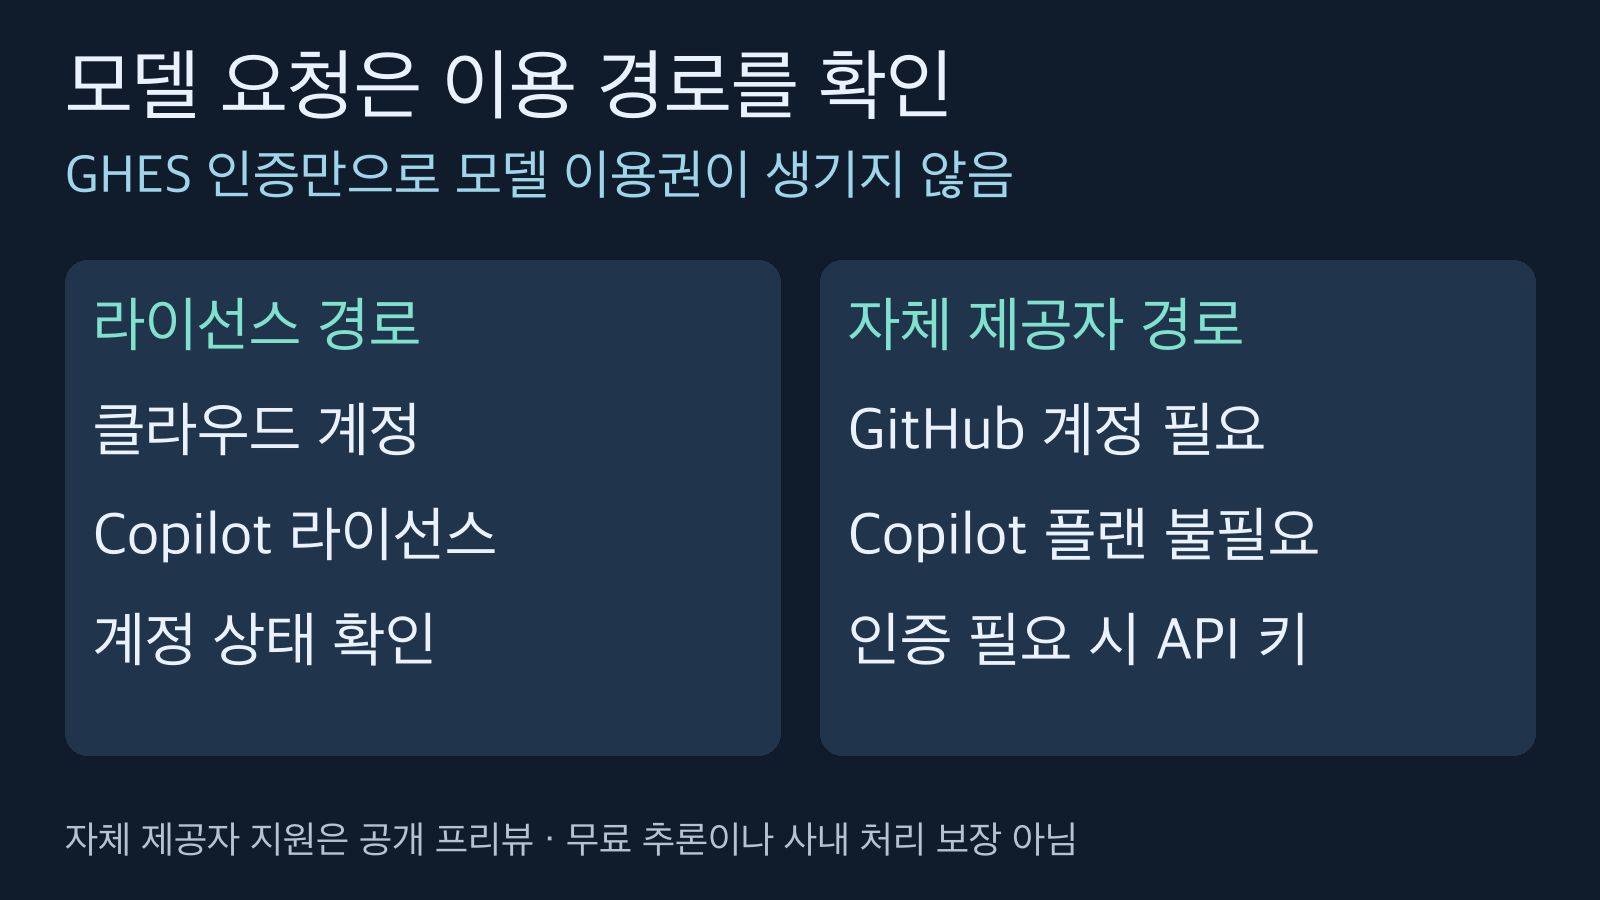 모델 요청은 이용 경로를 확인
GHES 인증만으로 모델 이용권이 생기지 않음
라이선스 경로
클라우드 계정
Copilot 라이선스
계정 상태 확인
자체 제공자 경로
GitHub 계정 필요
Copilot 플랜 불필요
인증 필요 시 API 키
자체 제공자 지원은 공개 프리뷰 · 무료 추론이나 사내 처리 보장 아님